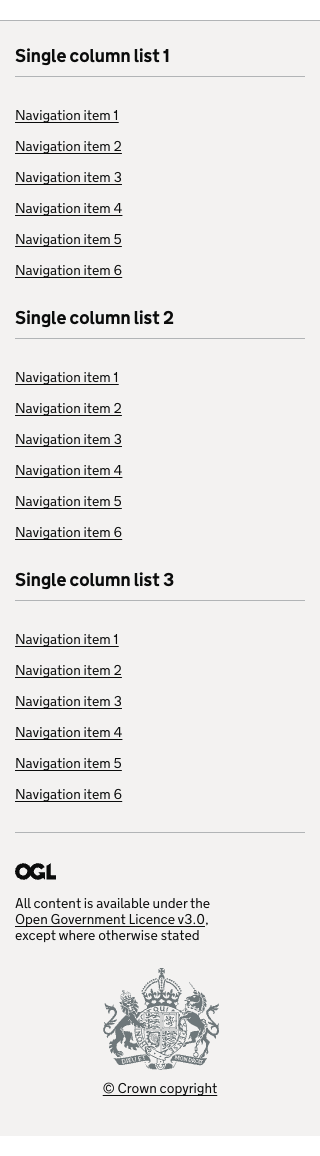 Single column list 1
Navigation item 1
Navigation item 2
Navigation item 3
Navigation item 4
Navigation item 5
Navigation item 6
Single column list 2
Navigation item 1
Navigation item 2
Navigation item 3
Navigation item 4
Navigation item 5
Navigation item 6
Single column list 3
Navigation item 1
Navigation item 2
Navigation item 3
Navigation item 4
Navigation item 5
Navigation item 6
OGL
All content is available under the
Open Government Licence v3.0,
except where otherwise stated
© Crown copyright